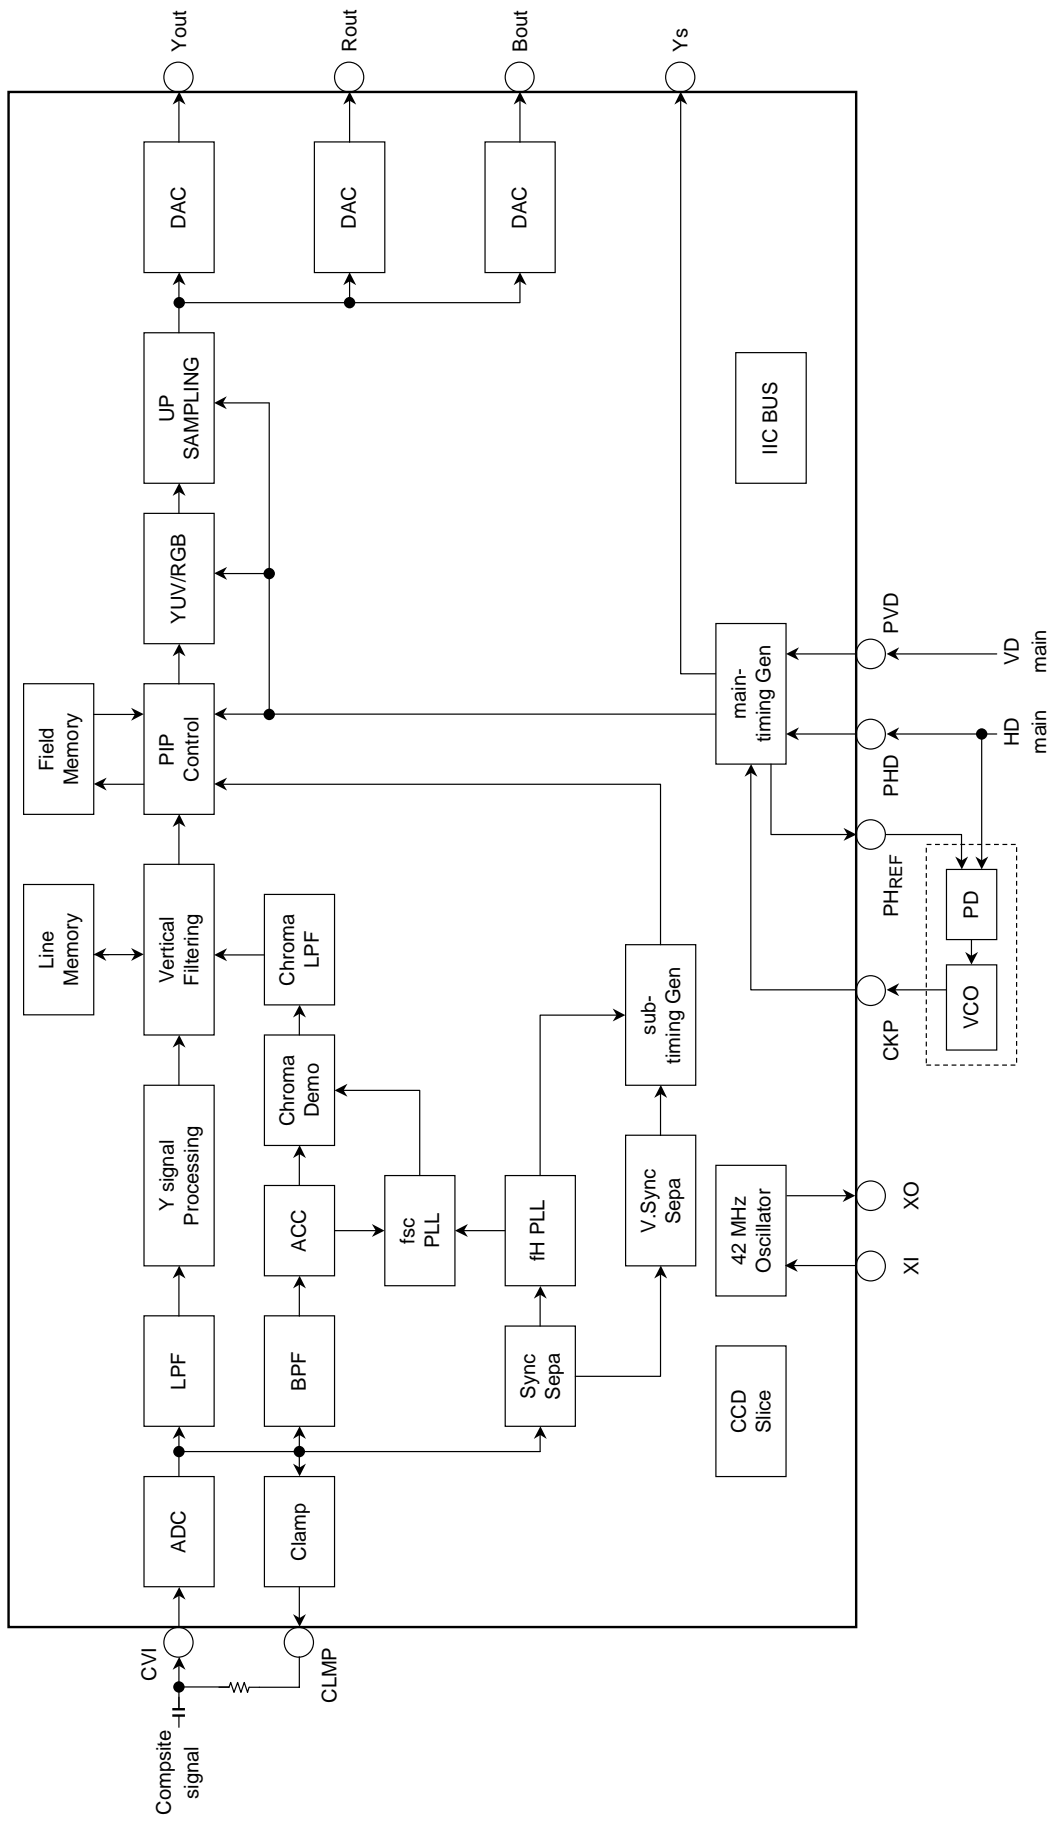 Compsite
signal
CVI
CLMP
ADC
Clamp
LPF
BPF
Sync
Sepa
CCD
Slice
Y signal
Processing
ACC
fsc
PLL
fH PLL
V.Sync
Sepa
42 MHz
Oscillator
XI
XO
Line
Memory
Vertical
Filtering
Chroma
Demo
Chroma
LPF
sub-
timing Gen
Field
Memory
PIP
Control
main-
timing Gen
YUV/RGB
UP
SAMPLING
IIC BUS
DAC
DAC
DAC
Yout
Rout
Bout
Ys
CKP
PHREF
PHD
PVD
VCO
PD
HD
main
VD
main